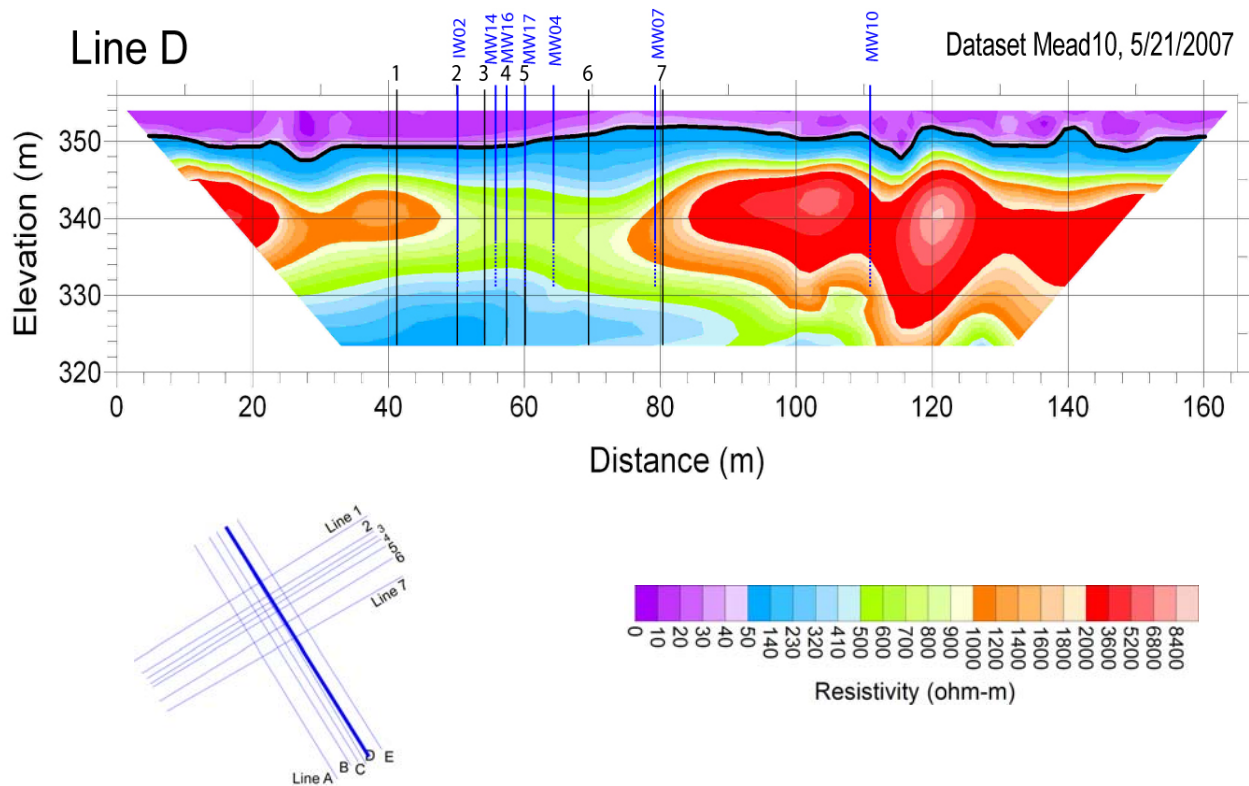 Line D
IW02
MW14
MW16
MW17
MW04
MW07
MW10
Dataset Mead10, 5/21/2007
1 2 3 4 5 6 7
Elevation (m)
350
340
330
320
0 20 40 60 80 100 120 140 160
Distance (m)
Line 1
2
3
4
5
6
Line 7
Line A B C D E
0 10 20 30 40 50 140 230 320 410 500 600 700 800 900 1000 1200 1400 1600 1800 2000 3600 5200 6800 8400
Resistivity (ohm-m)